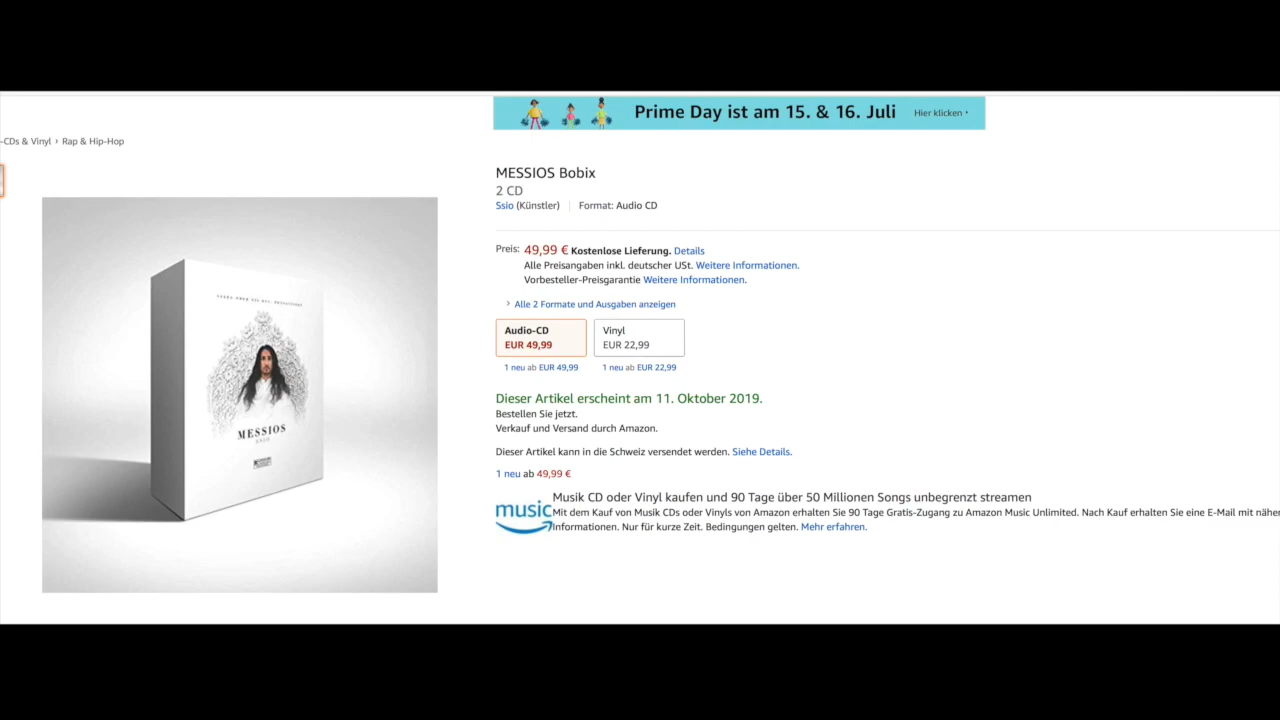 Prime Day ist am 15. & 16. Juli Hier klicken ‣
-CDs & Vinyl › Rap & Hip-Hop
MESSIOS Bobix
2 CD
Ssio (Künstler) | Format: Audio CD
Preis: 49,99 € Kostenlose Lieferung. Details
Alle Preisangaben inkl. deutscher USt. Weitere Informationen.
Vorbesteller-Preisgarantie Weitere Informationen.
› Alle 2 Formate und Ausgaben anzeigen
Audio-CD
EUR 49,99
Vinyl
EUR 22,99
1 neu ab EUR 49,99
1 neu ab EUR 22,99
Dieser Artikel erscheint am 11. Oktober 2019.
Bestellen Sie jetzt.
Verkauf und Versand durch Amazon.
Dieser Artikel kann in die Schweiz versendet werden. Siehe Details.
1 neu ab 49,99 €
music
Musik CD oder Vinyl kaufen und 90 Tage über 50 Millionen Songs unbegrenzt streamen
Mit dem Kauf von Musik CDs oder Vinyls von Amazon erhalten Sie 90 Tage Gratis-Zugang zu Amazon Music Unlimited. Nach Kauf erhalten Sie eine E-Mail mit näher
Informationen. Nur für kurze Zeit. Bedingungen gelten. Mehr erfahren.
MESSIOS
SSIO